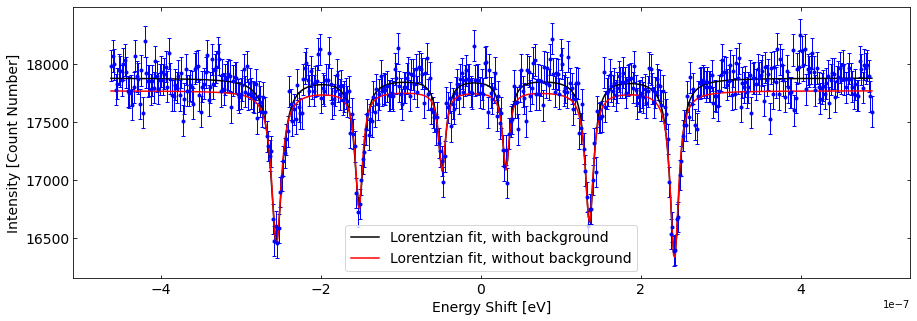 Intensity [Count Number]
18000
17500
17000
16500
Lorentzian fit, with background
Lorentzian fit, without background
−4
−2
0
2
4
1e-7
Energy Shift [eV]